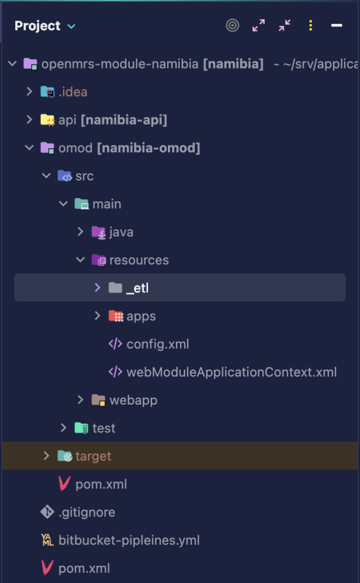 Project
openmrs-module-namibia [namibia] - ~/srv/applica
.idea
api [namibia-api]
omod [namibia-omod]
src
main
java
resources
_etl
apps
config.xml
webModuleApplicationContext.xml
webapp
test
target
pom.xml
.gitignore
YAML
bitbucket-pipleines.yml
pom.xml